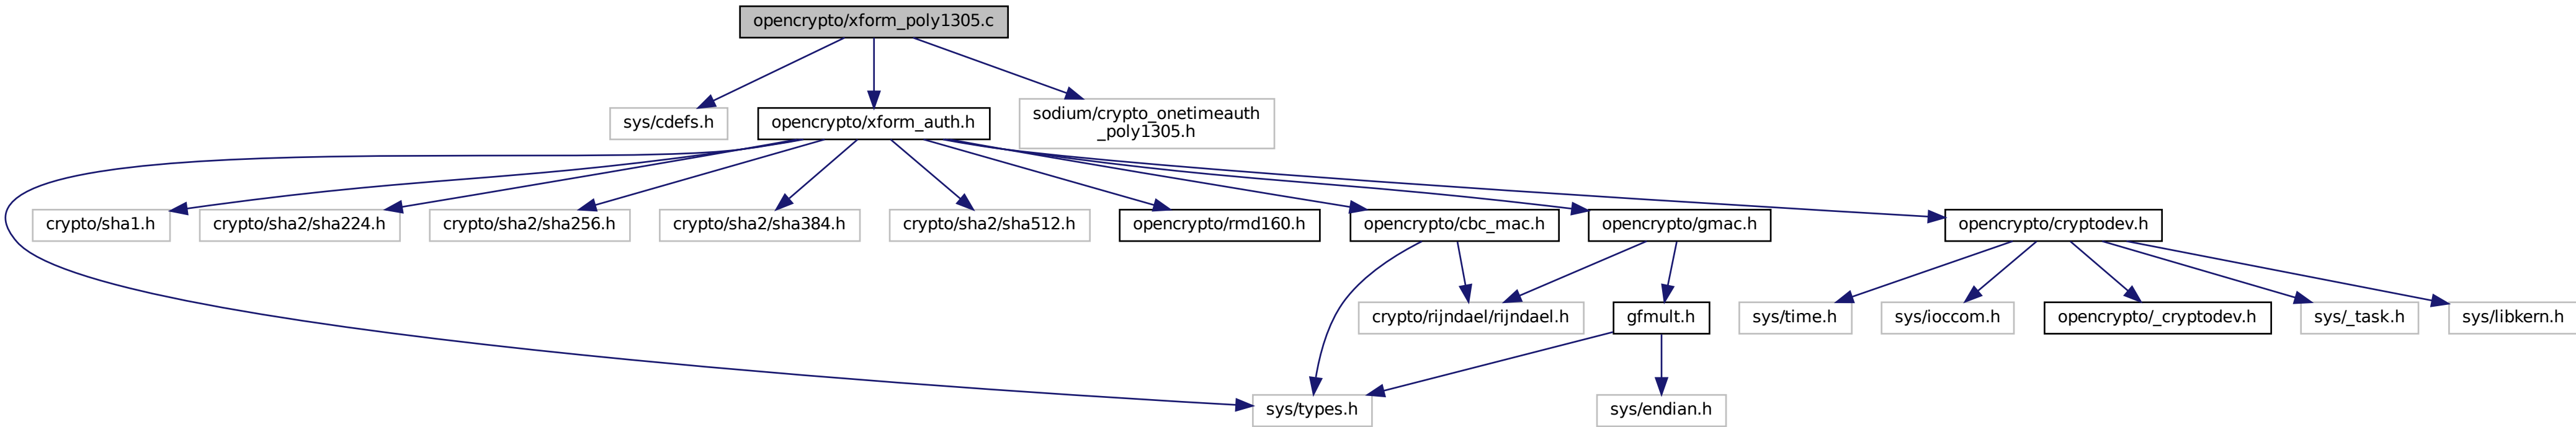 opencrypto/xform_poly1305.c
sys/cdefs.h
opencrypto/xform_auth.h
sodium/crypto_onetimeauth
_poly1305.h
crypto/sha1.h
crypto/sha2/sha224.h
crypto/sha2/sha256.h
crypto/sha2/sha384.h
crypto/sha2/sha512.h
opencrypto/rmd160.h
opencrypto/cbc_mac.h
opencrypto/gmac.h
opencrypto/cryptodev.h
crypto/rijndael/rijndael.h
gfmult.h
sys/time.h
sys/ioccom.h
opencrypto/_cryptodev.h
sys/_task.h
sys/libkern.h
sys/types.h
sys/endian.h